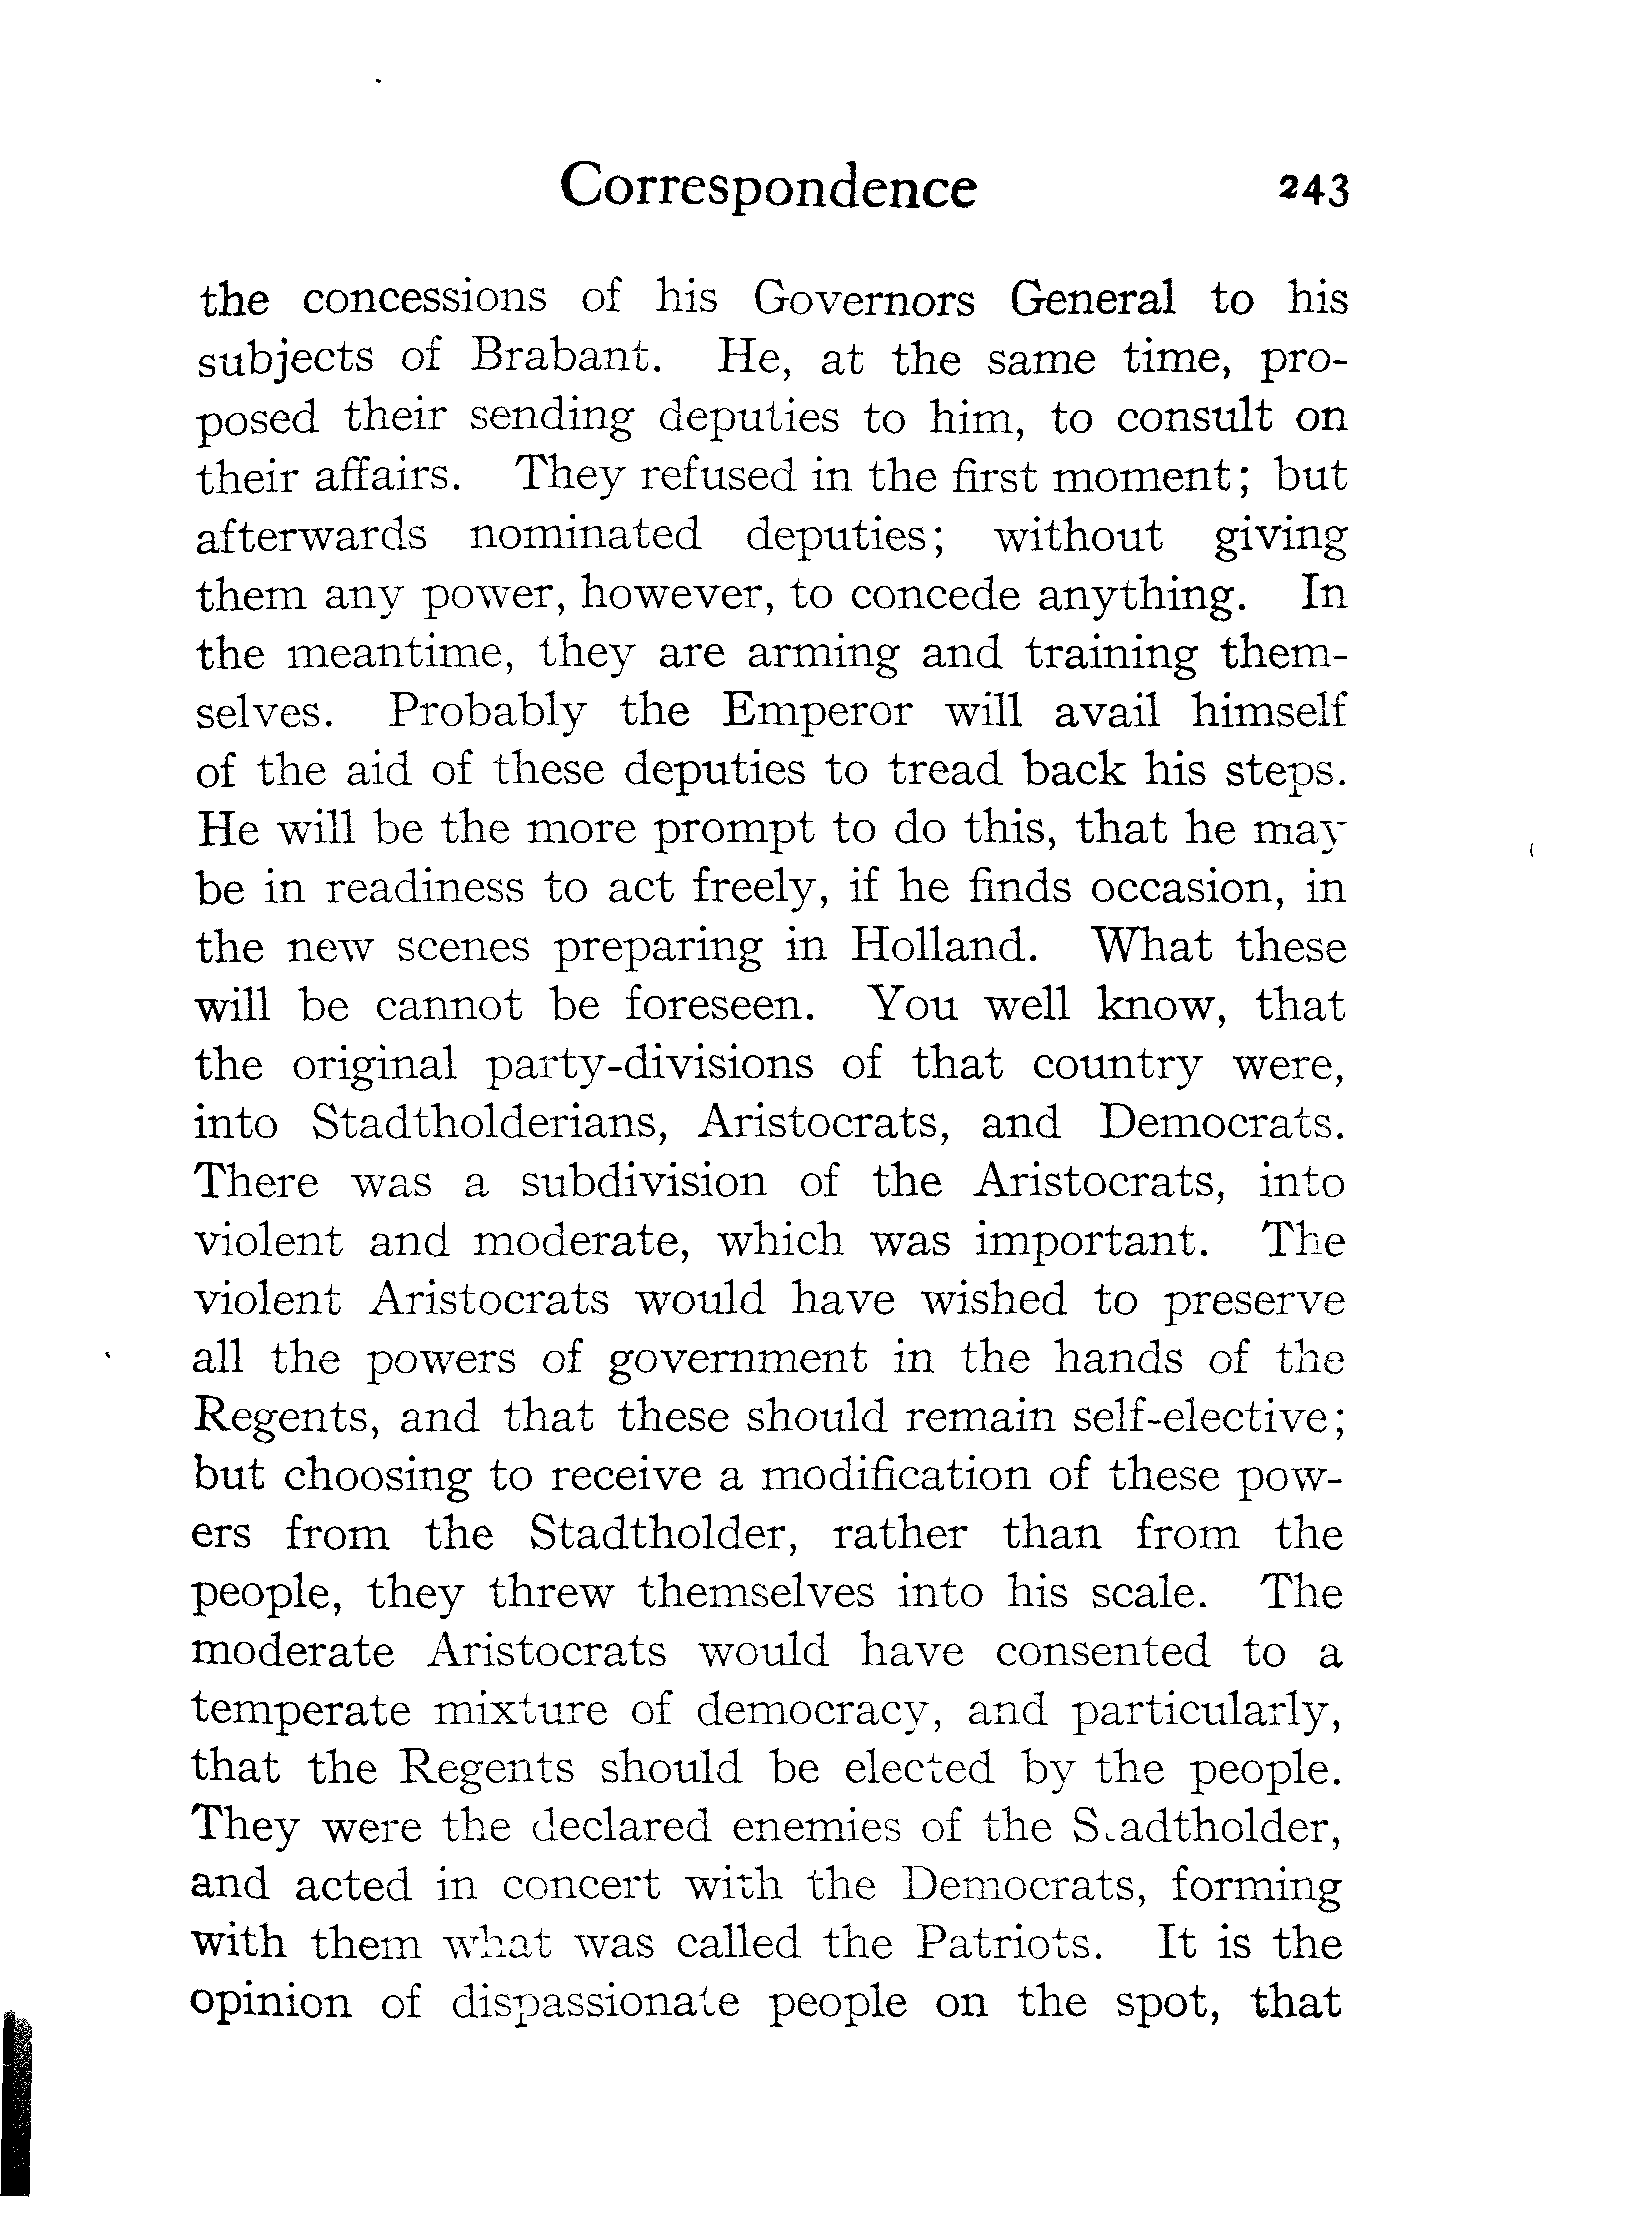 Correspondence 243
the concessions of his Governors General to his
subjects of Brabant. He, at the same time, pro-
posed their sending deputies to him, to consult on
their affairs. They refused in the first moment; but
afterwards nominated deputies; without giving
them any power, however, to concede anything. In
the meantime, they are arming and training them-
selves. Probably the Emperor will avail himself
of the aid of these deputies to tread back his steps.
He will be the more prompt to do this, that he may
be in readiness to act freely, if he finds occasion, in
the new scenes preparing in Holland. What these
will be cannot be foreseen. You well know, that
the original party-divisions of that country were,
into Stadtholderians, Aristocrats, and Democrats.
There was a subdivision of the Aristocrats, into
violent and moderate, which was important. The
violent Aristocrats would have wished to preserve
all the powers of government in the hands of the
Regents, and that these should remain self-elective;
but choosing to receive a modification of these pow-
ers from the Stadtholder, rather than from the
people, they threw themselves into his scale. The
moderate Aristocrats would have consented to a
temperate mixture of democracy, and particularly,
that the Regents should be elected by the people.
They were the declared enemies of the Stadtholder,
and acted in concert with the Democrats, forming
with them what was called the Patriots. It is the
opinion of dispassionate people on the spot, that